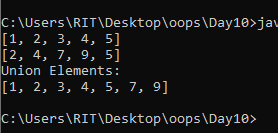 C:\Users\RIT\Desktop\oops\Day10>jav
[1, 2, 3, 4, 5]
[2, 4, 7, 9, 5]
Union Elements:
[1, 2, 3, 4, 5, 7, 9]
C:\Users\RIT\Desktop\oops\Day10>